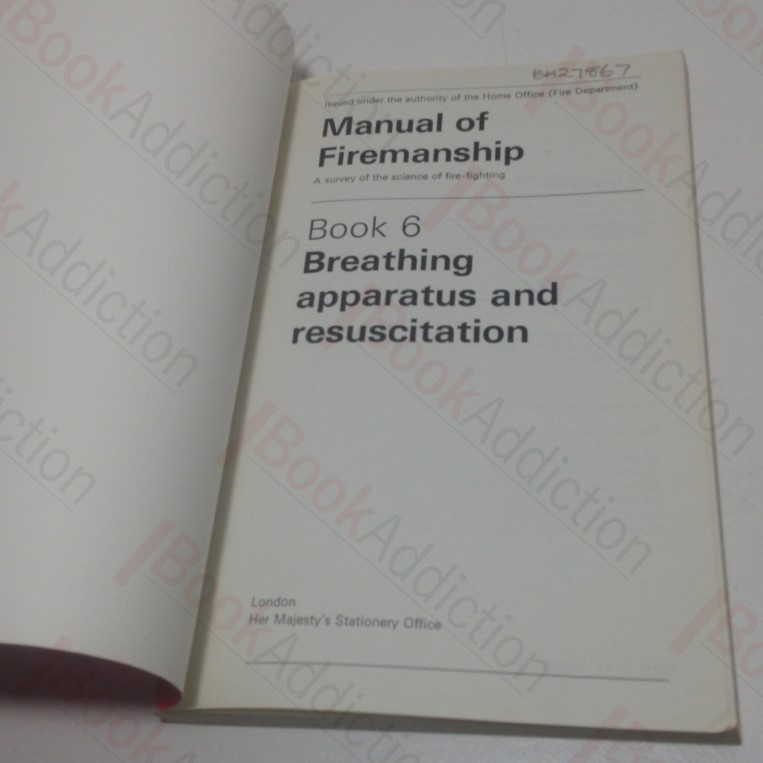 BH27867
Issued under the authority of the Home Office (Fire Department)
Manual of
Firemanship
A survey of the science of fire-fighting
Book 6
Breathing
apparatus and
resuscitation
London
Her Majesty's Stationery Office
BookAddiction